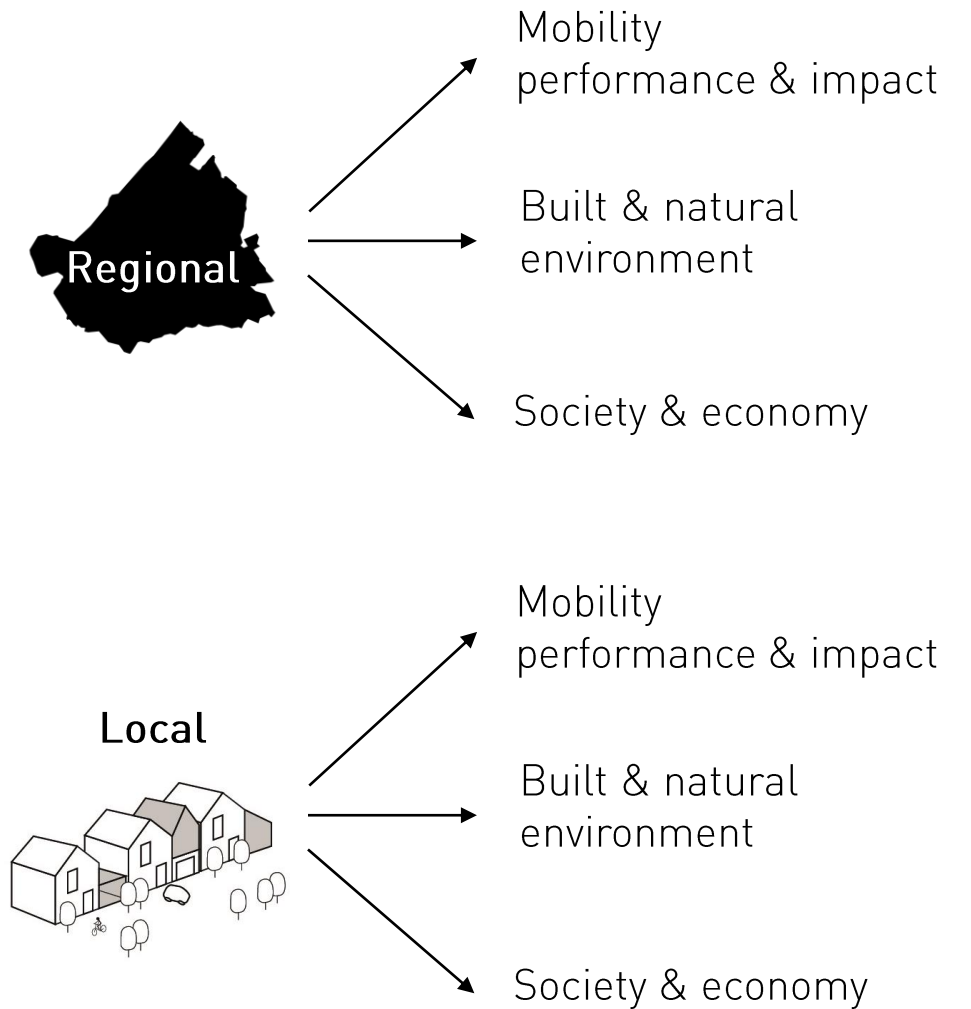 Mobility
performance & impact
Built & natural
environment
Regional
Society & economy
Mobility
performance & impact
Local
Built & natural
environment
Society & economy